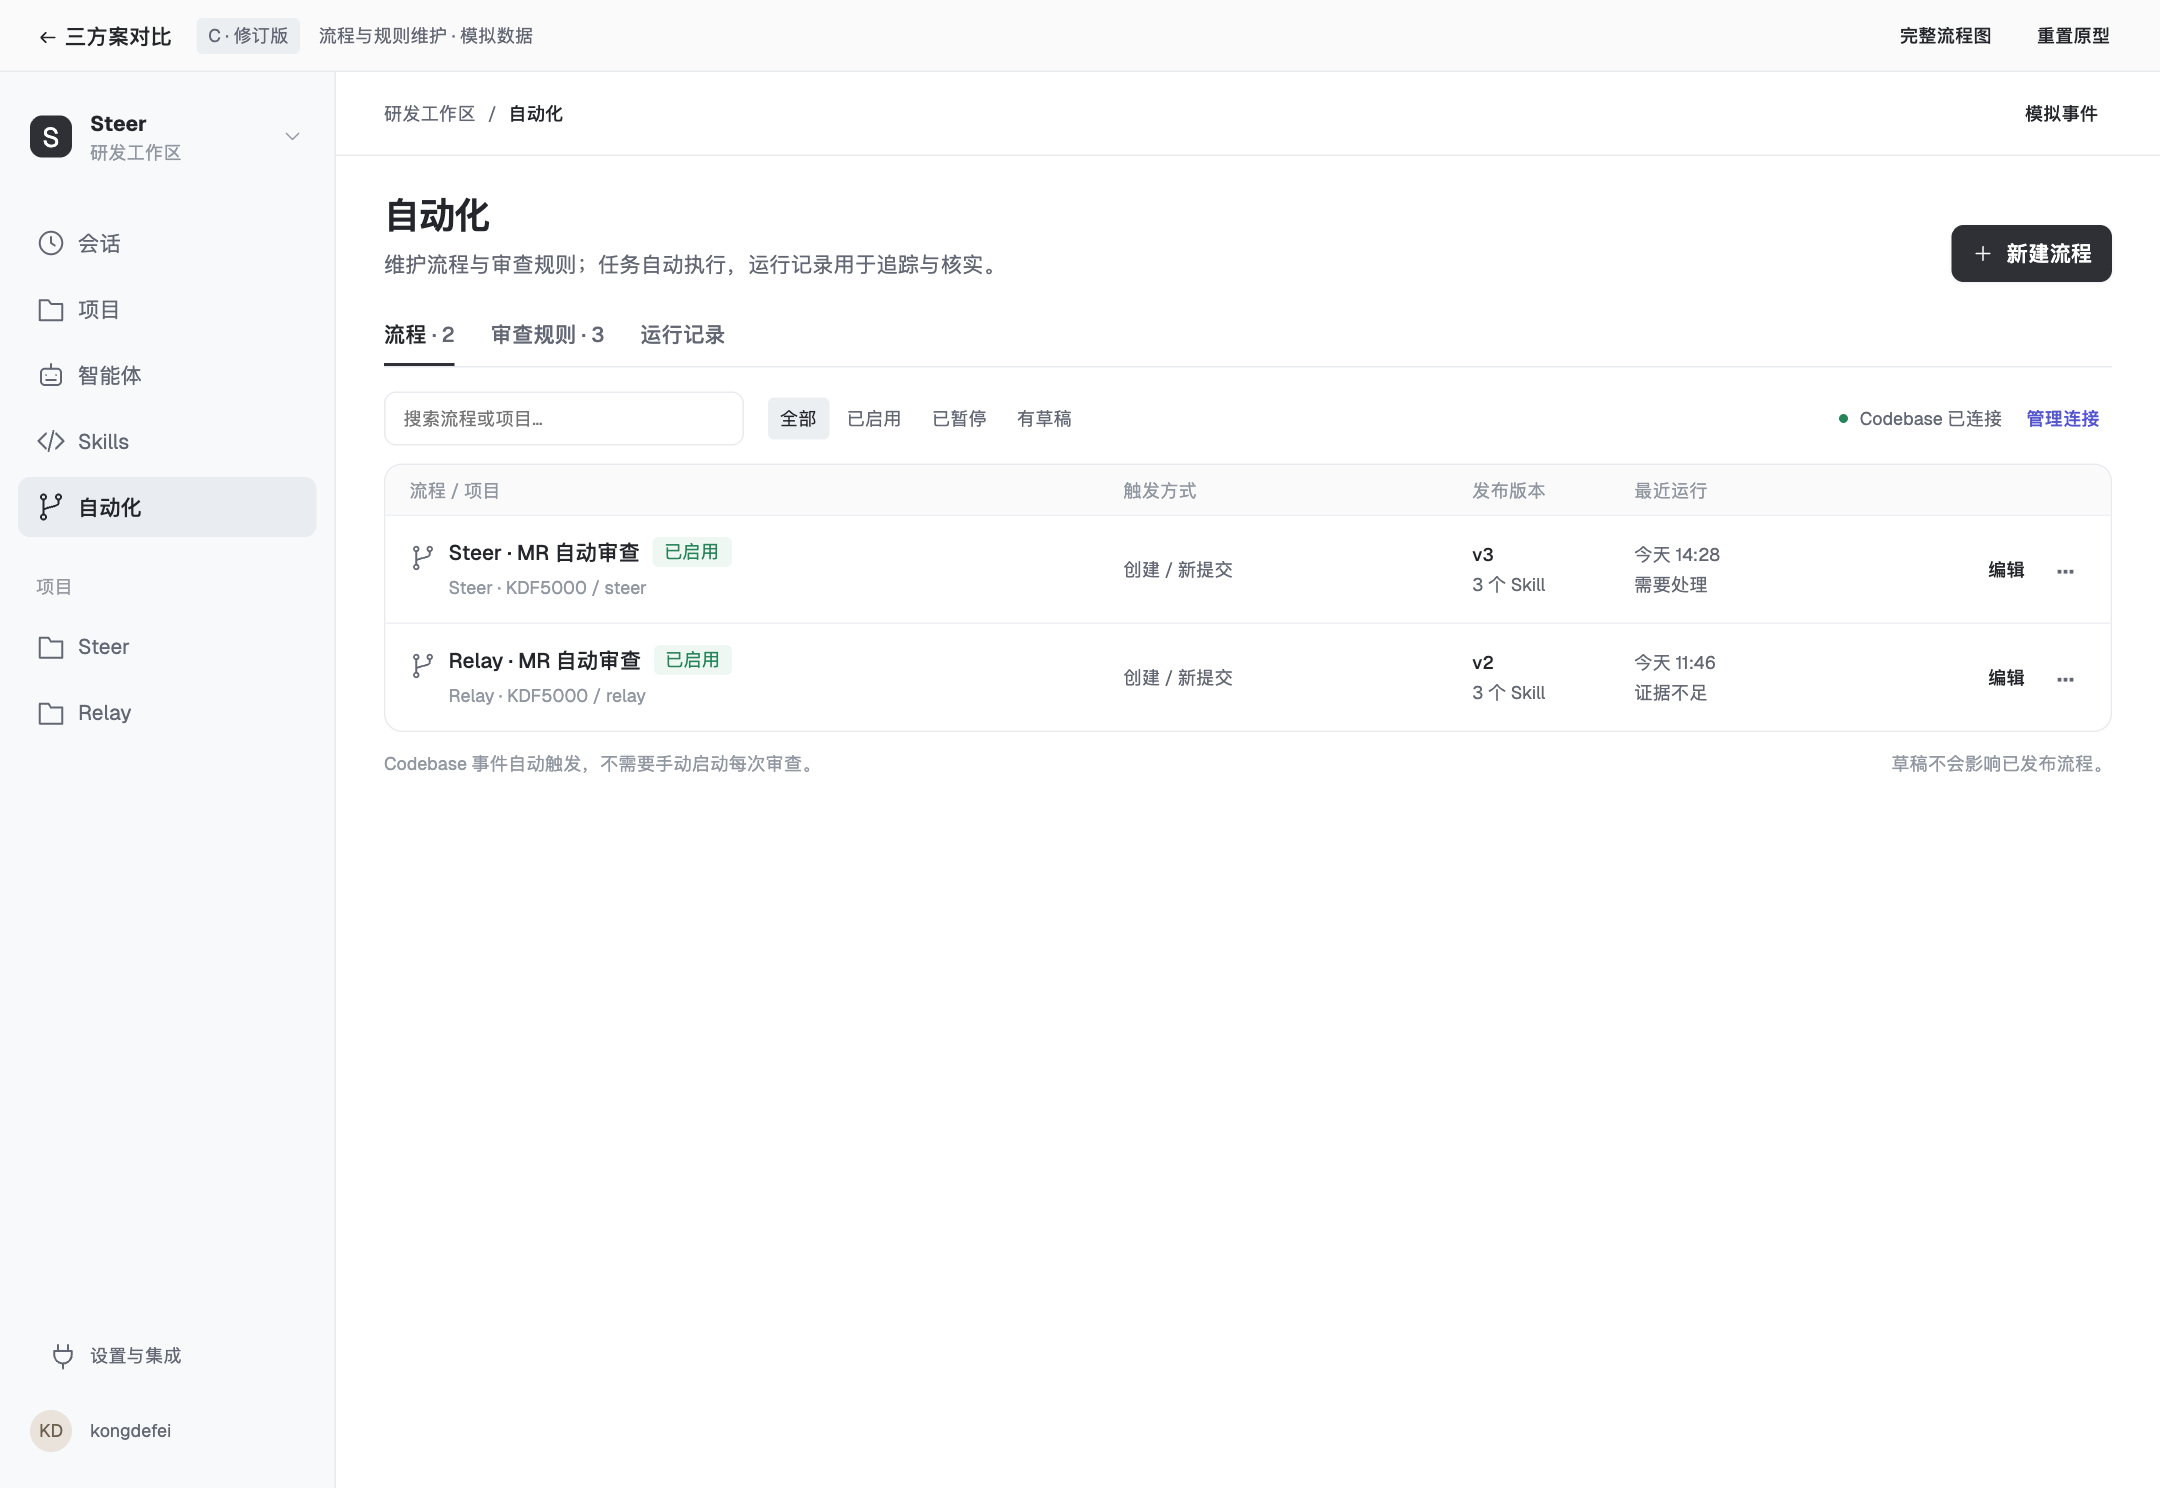 ← 三方案对比 C · 修订版 流程与规则维护 · 模拟数据 完整流程图 重置原型
S Steer
研发工作区
会话
项目
智能体
Skills
自动化
项目
Steer
Relay
设置与集成
KD kongdefei
研发工作区 / 自动化 模拟事件
自动化
维护流程与审查规则；任务自动执行，运行记录用于追踪与核实。
+ 新建流程
流程 · 2 审查规则 · 3 运行记录
搜索流程或项目... 全部 已启用 已暂停 有草稿 Codebase 已连接 管理连接
流程 / 项目 触发方式 发布版本 最近运行
Steer · MR 自动审查 已启用
Steer · KDF5000 / steer
创建 / 新提交
v3
3 个 Skill
今天 14:28
需要处理
编辑 ...
Relay · MR 自动审查 已启用
Relay · KDF5000 / relay
创建 / 新提交
v2
3 个 Skill
今天 11:46
证据不足
编辑 ...
Codebase 事件自动触发，不需要手动启动每次审查。 草稿不会影响已发布流程。